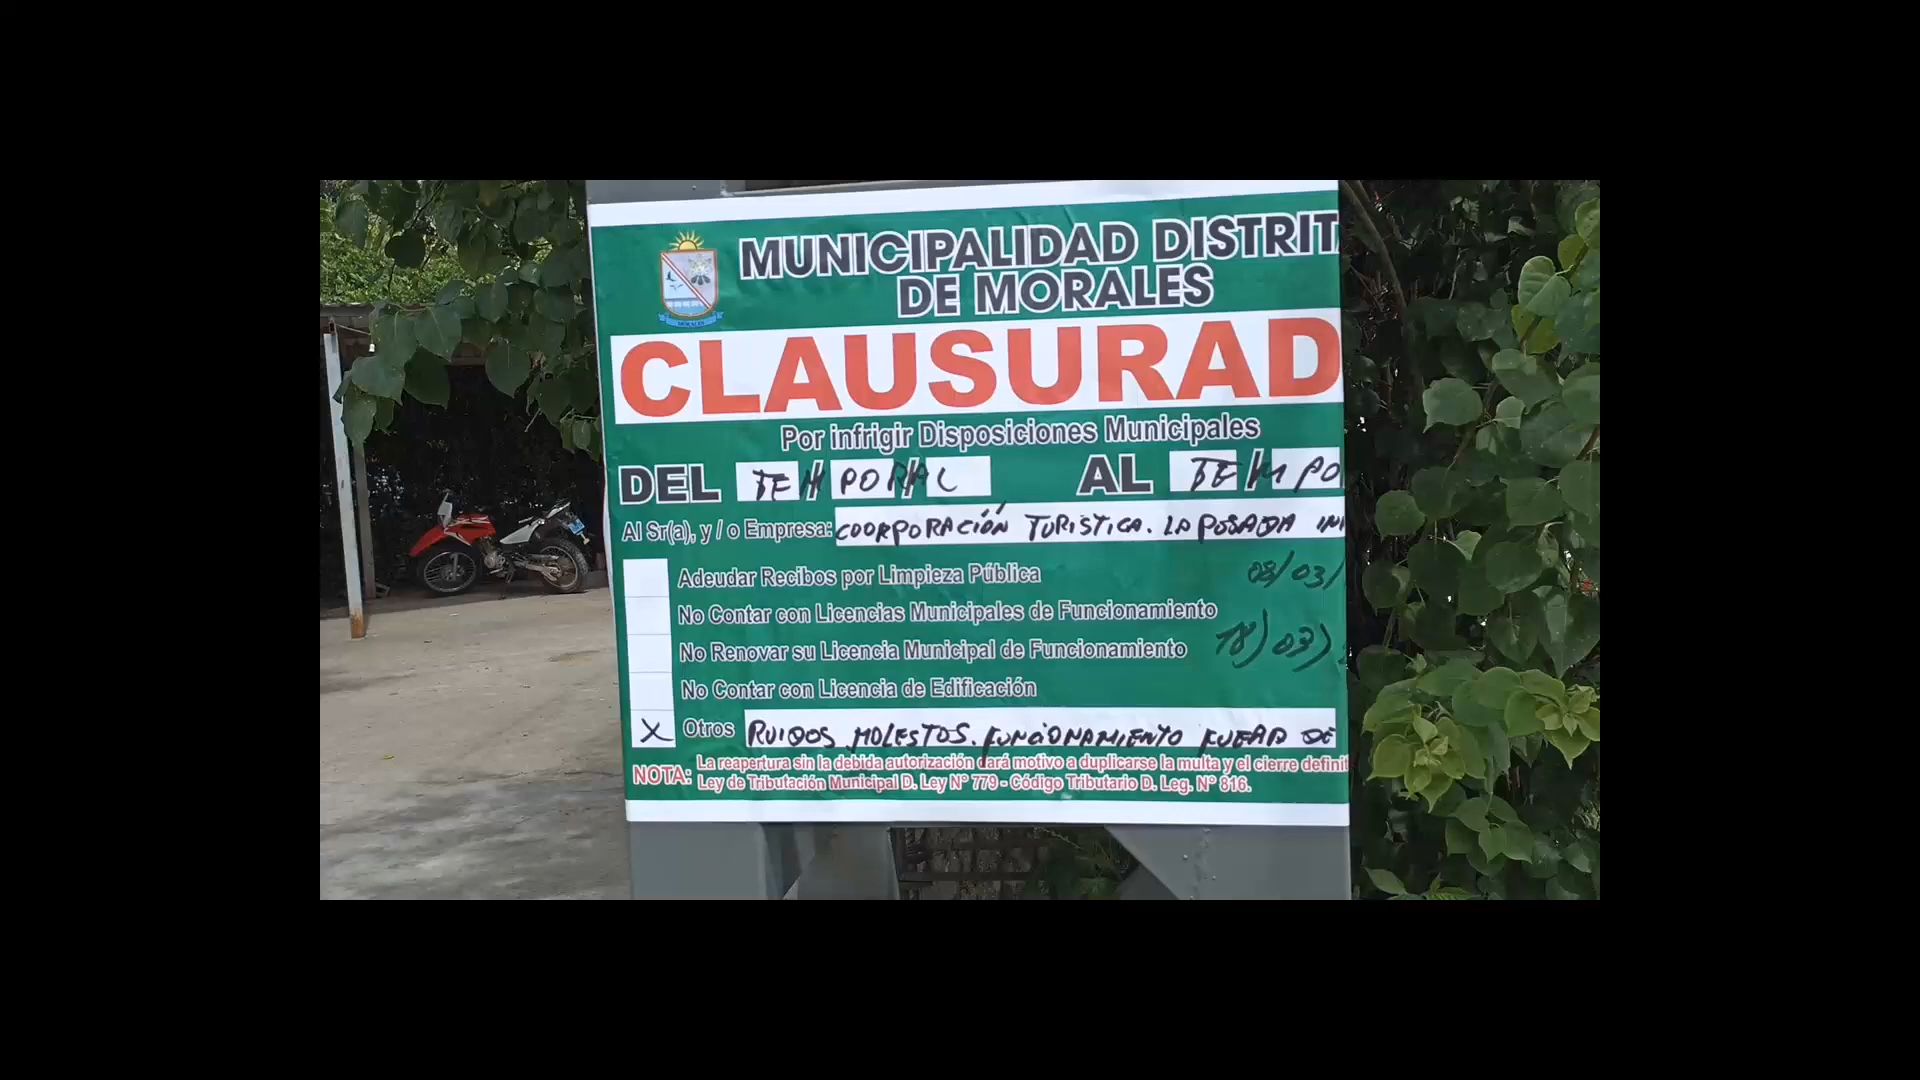 MUNICIPALIDAD DISTRIT
DE MORALES
MORALES
CLAUSURAD
Por infrigir Disposiciones Municipales
DEL TEMPORAL AL TEMPO
Al Sr(a), y / o Empresa: COORPORACIÓN TURÍSTICA. LA POSADA IN
Adeudar Recibos por Limpieza Pública 08/03/
No Contar con Licencias Municipales de Funcionamiento
No Renovar su Licencia Municipal de Funcionamiento 18/03/
No Contar con Licencia de Edificación
X Otros RUIDOS MOLESTOS. FUNCIONAMIENTO FUERA DE
NOTA: La reapertura sin la debida autorización dará motivo a duplicarse la multa y el cierre definit
Ley de Tributación Municipal D. Ley N° 779 - Código Tributario D. Leg. N° 816.